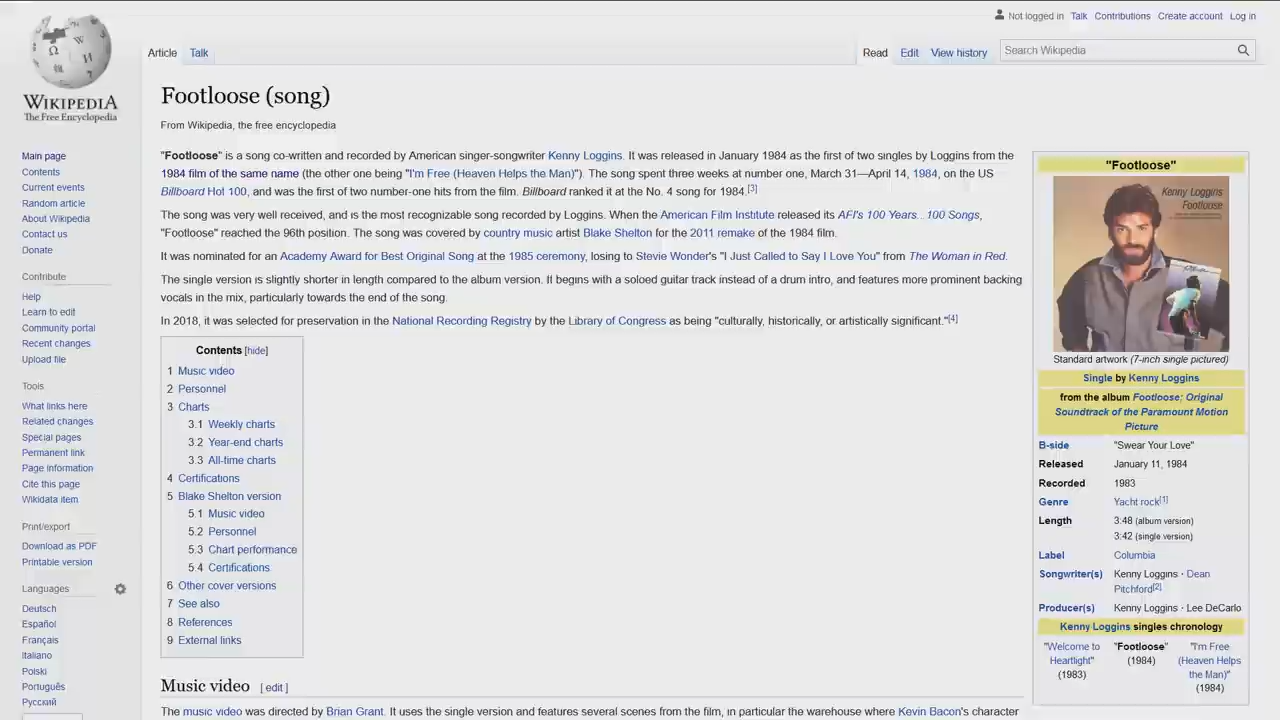 Not logged in Talk Contributions Create account Log in
Article Talk Read Edit View history Search Wikipedia
WIKIPEDIA
The Free Encyclopedia
Main page
Contents
Current events
Random article
About Wikipedia
Contact us
Donate
Contribute
Help
Learn to edit
Community portal
Recent changes
Upload file
Tools
What links here
Related changes
Special pages
Permanent link
Page information
Cite this page
Wikidata item
Print/export
Download as PDF
Printable version
Languages
Deutsch
Español
Français
Italiano
Polski
Português
Русский
Footloose (song)
From Wikipedia, the free encyclopedia
"Footloose" is a song co-written and recorded by American singer-songwriter Kenny Loggins. It was released in January 1984 as the first of two singles by Loggins from the
1984 film of the same name (the other one being "I'm Free (Heaven Helps the Man)"). The song spent three weeks at number one, March 31—April 14, 1984, on the US
Billboard Hot 100, and was the first of two number-one hits from the film. Billboard ranked it at the No. 4 song for 1984.[3]
The song was very well received, and is the most recognizable song recorded by Loggins. When the American Film Institute released its AFI's 100 Years...100 Songs,
"Footloose" reached the 96th position. The song was covered by country music artist Blake Shelton for the 2011 remake of the 1984 film.
It was nominated for an Academy Award for Best Original Song at the 1985 ceremony, losing to Stevie Wonder's "I Just Called to Say I Love You" from The Woman in Red.
The single version is slightly shorter in length compared to the album version. It begins with a soloed guitar track instead of a drum intro, and features more prominent backing
vocals in the mix, particularly towards the end of the song.
In 2018, it was selected for preservation in the National Recording Registry by the Library of Congress as being "culturally, historically, or artistically significant."[4]
Contents [hide]
1 Music video
2 Personnel
3 Charts
3.1 Weekly charts
3.2 Year-end charts
3.3 All-time charts
4 Certifications
5 Blake Shelton version
5.1 Music video
5.2 Personnel
5.3 Chart performance
5.4 Certifications
6 Other cover versions
7 See also
8 References
9 External links
Music video [ edit ]
The music video was directed by Brian Grant. It uses the single version and features several scenes from the film, in particular the warehouse where Kevin Bacon's character
"Footloose"
Kenny Loggins
Footloose
Standard artwork (7-inch single pictured)
Single by Kenny Loggins
from the album Footloose: Original
Soundtrack of the Paramount Motion
Picture
B-side "Swear Your Love"
Released January 11, 1984
Recorded 1983
Genre Yacht rock[1]
Length 3:48 (album version)
3:42 (single version)
Label Columbia
Songwriter(s) Kenny Loggins · Dean
Pitchford[2]
Producer(s) Kenny Loggins · Lee DeCarlo
Kenny Loggins singles chronology
"Welcome to "Footloose" "I'm Free
Heartlight" (1984) (Heaven Helps
(1983) the Man)"
(1984)